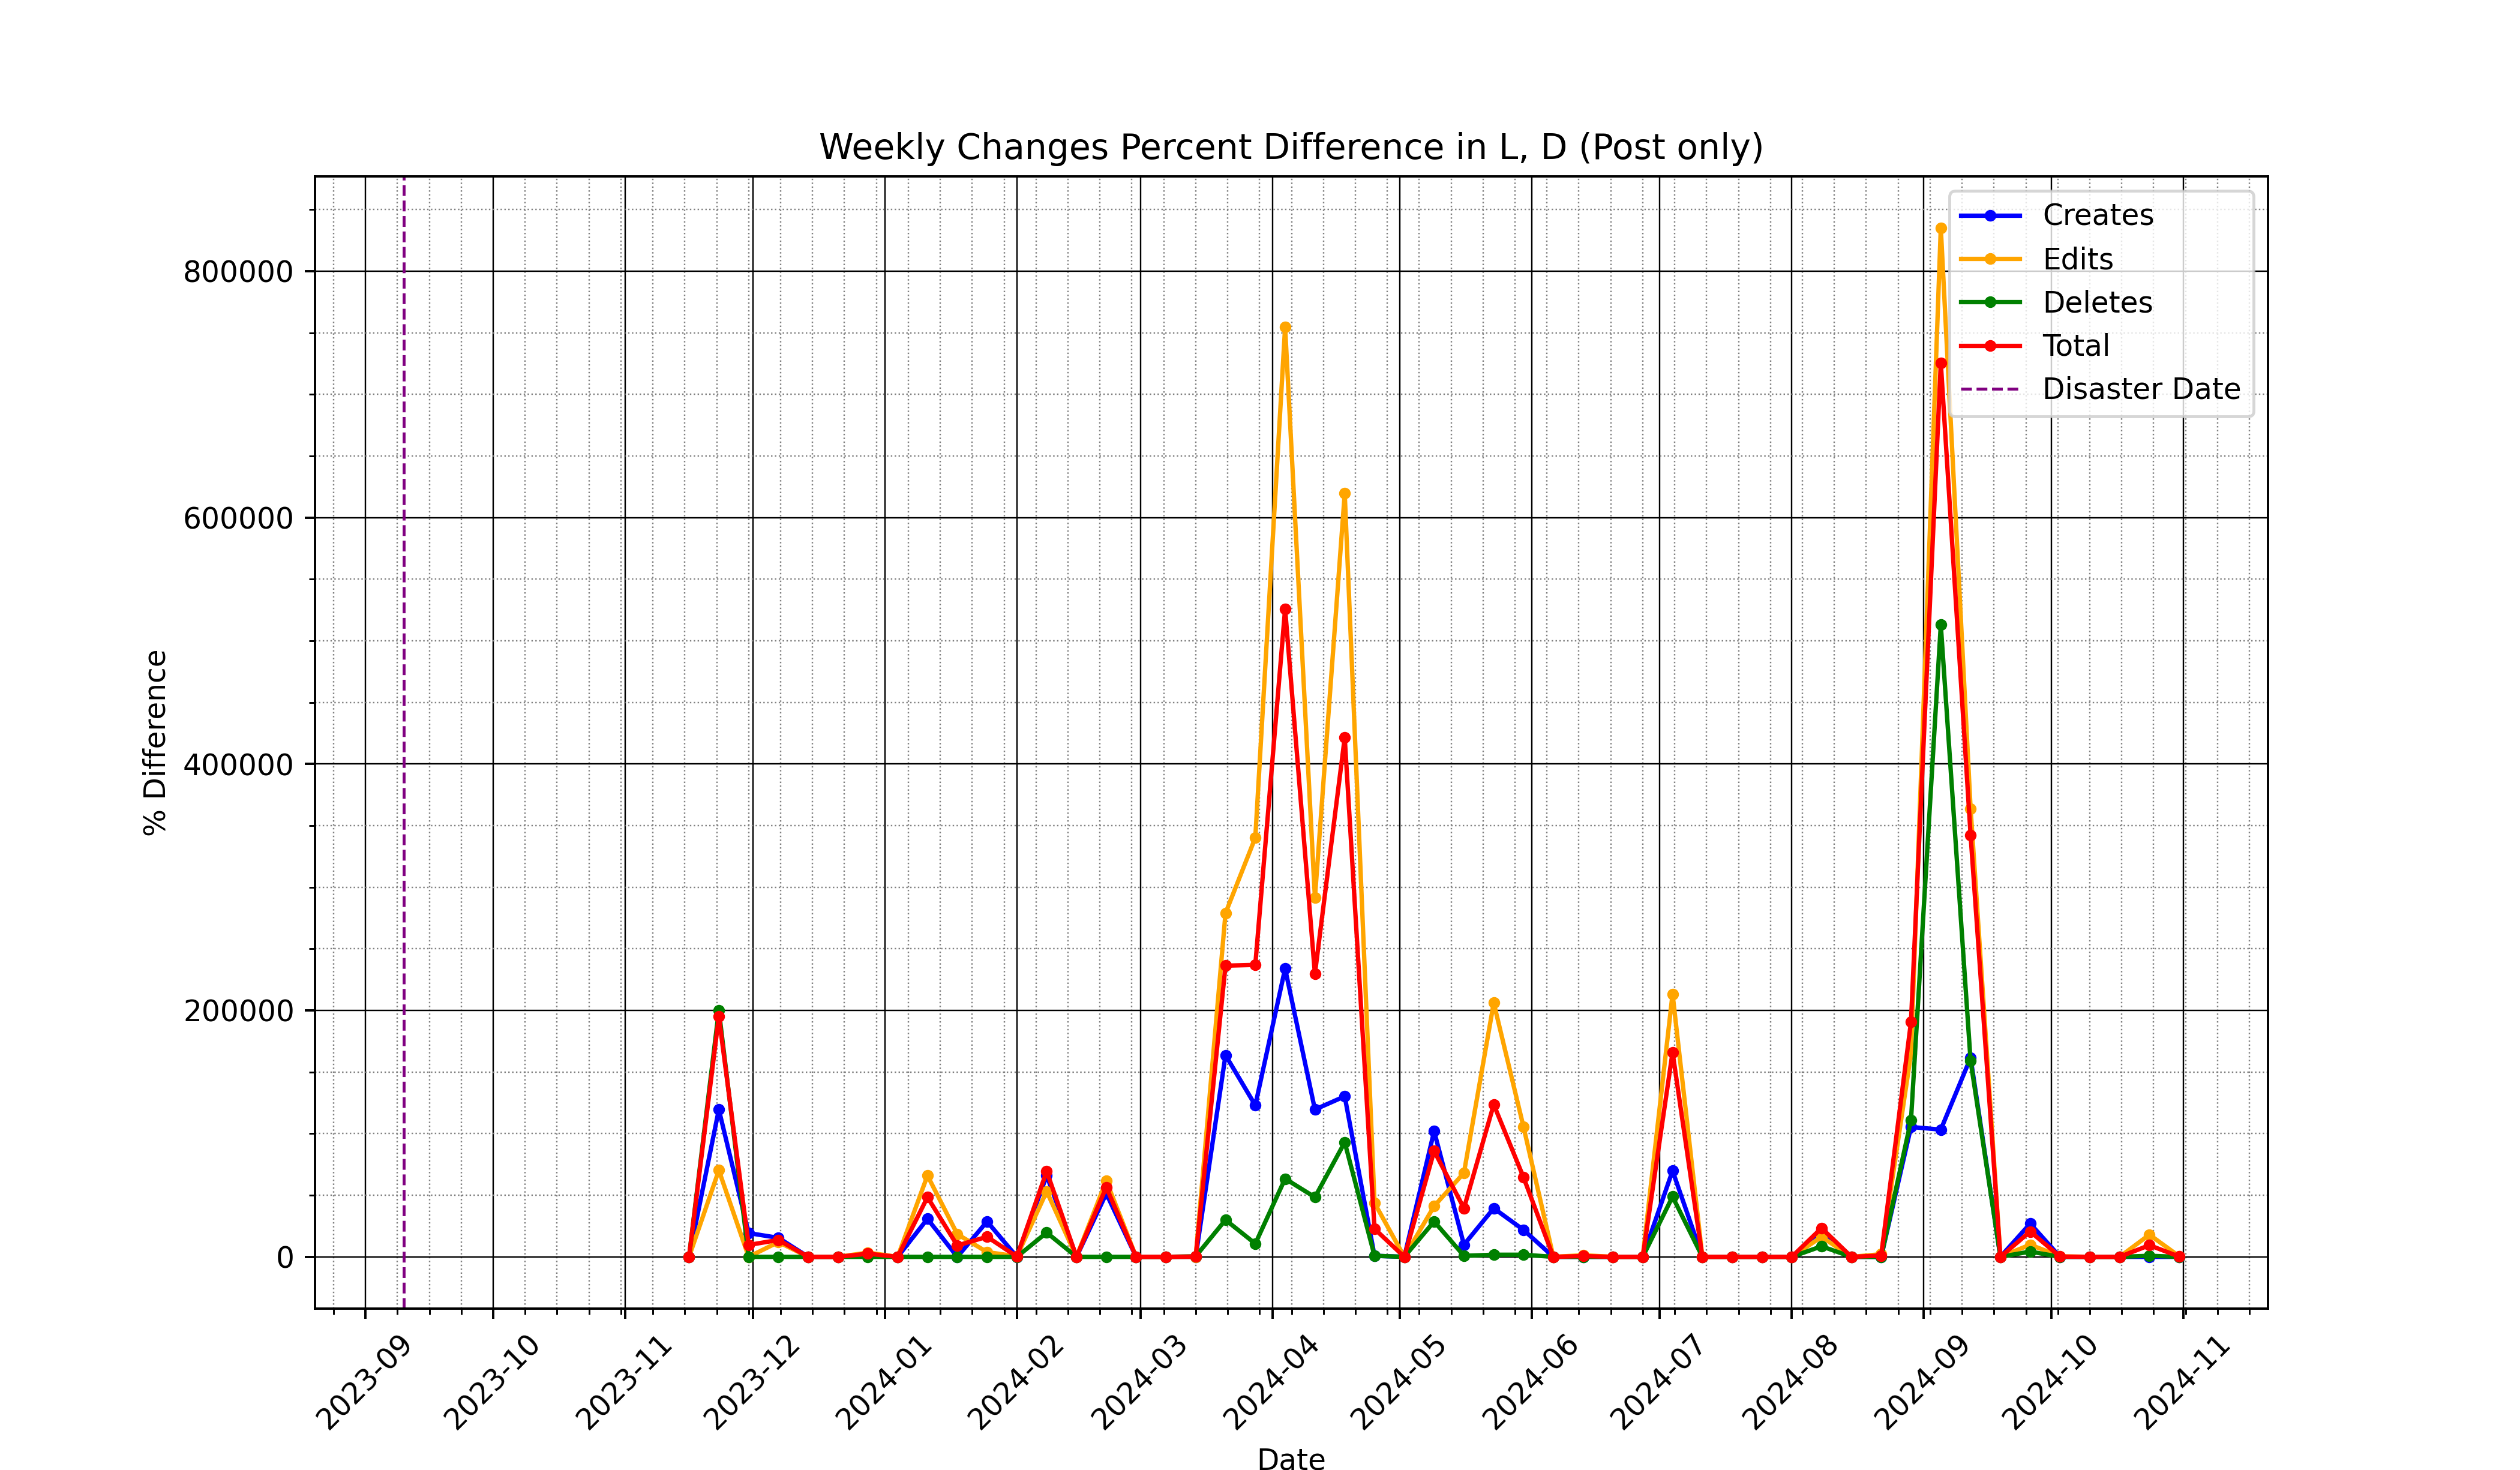 Weekly Changes Percent Difference in L, D (Post only)
Creates
Edits
Deletes
Total
Disaster Date
800000
600000
400000
200000
0
% Difference
2023-09
2023-10
2023-11
2023-12
2024-01
2024-02
2024-03
2024-04
2024-05
2024-06
2024-07
2024-08
2024-09
2024-10
2024-11
Date